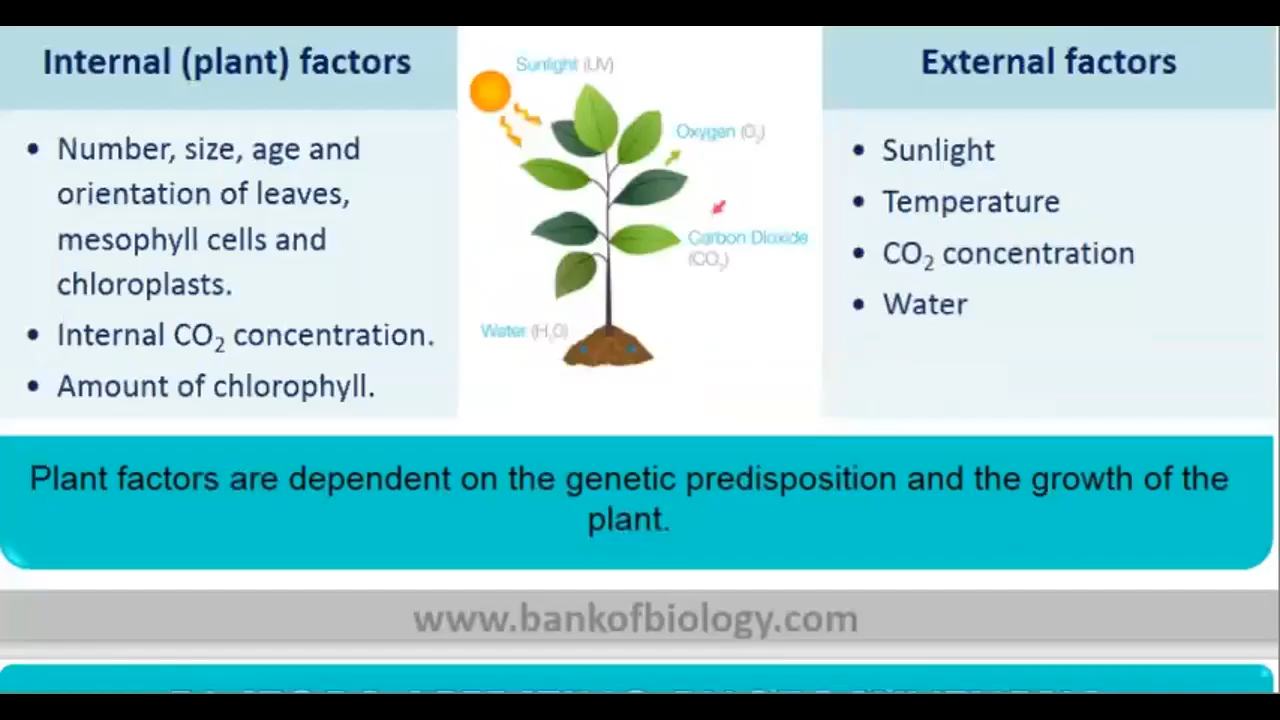 Internal (plant) factors
• Number, size, age and
orientation of leaves,
mesophyll cells and
chloroplasts.
• Internal CO₂ concentration.
• Amount of chlorophyll.
Sunlight (UV)
Oxygen (O₂)
Carbon Dioxide
(CO₂)
Water (H₂O)
External factors
• Sunlight
• Temperature
• CO₂ concentration
• Water
Plant factors are dependent on the genetic predisposition and the growth of the
plant.
www.bankofbiology.com